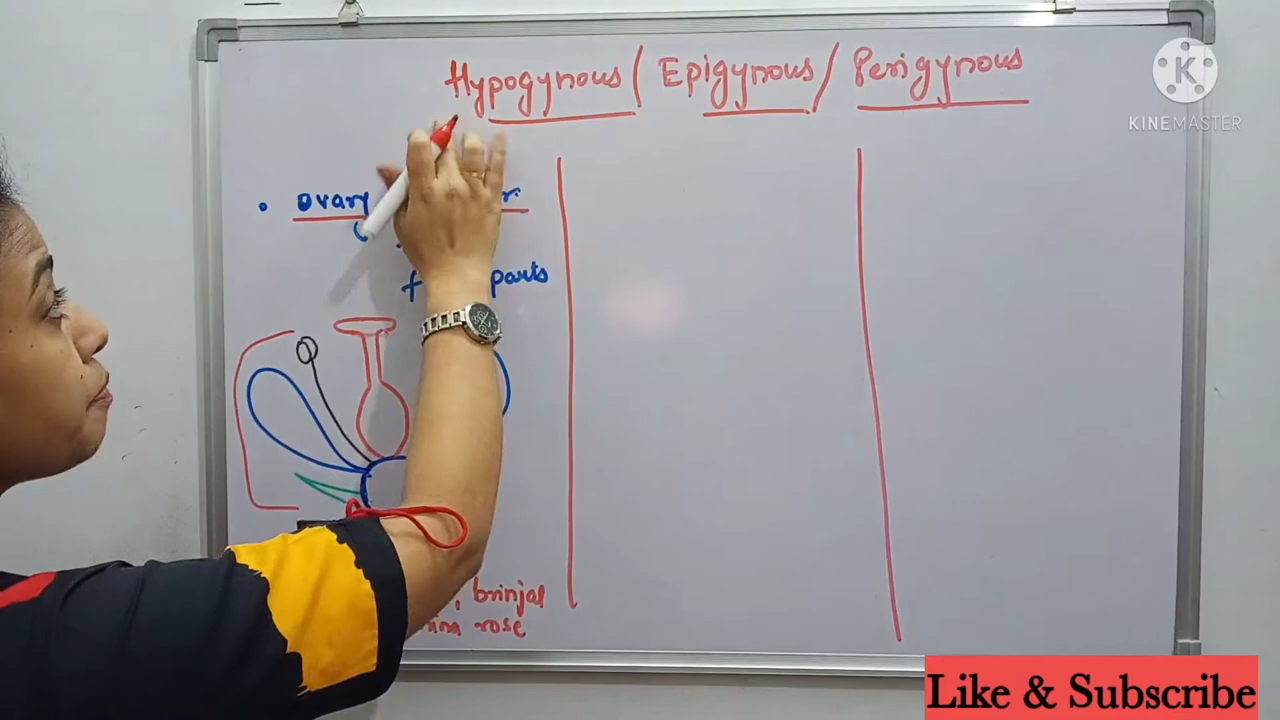 Hypogynous / Epigynous / Perigynous
KINEMASTER
• ovary
parts
, brinjal
rose
Like & Subscribe